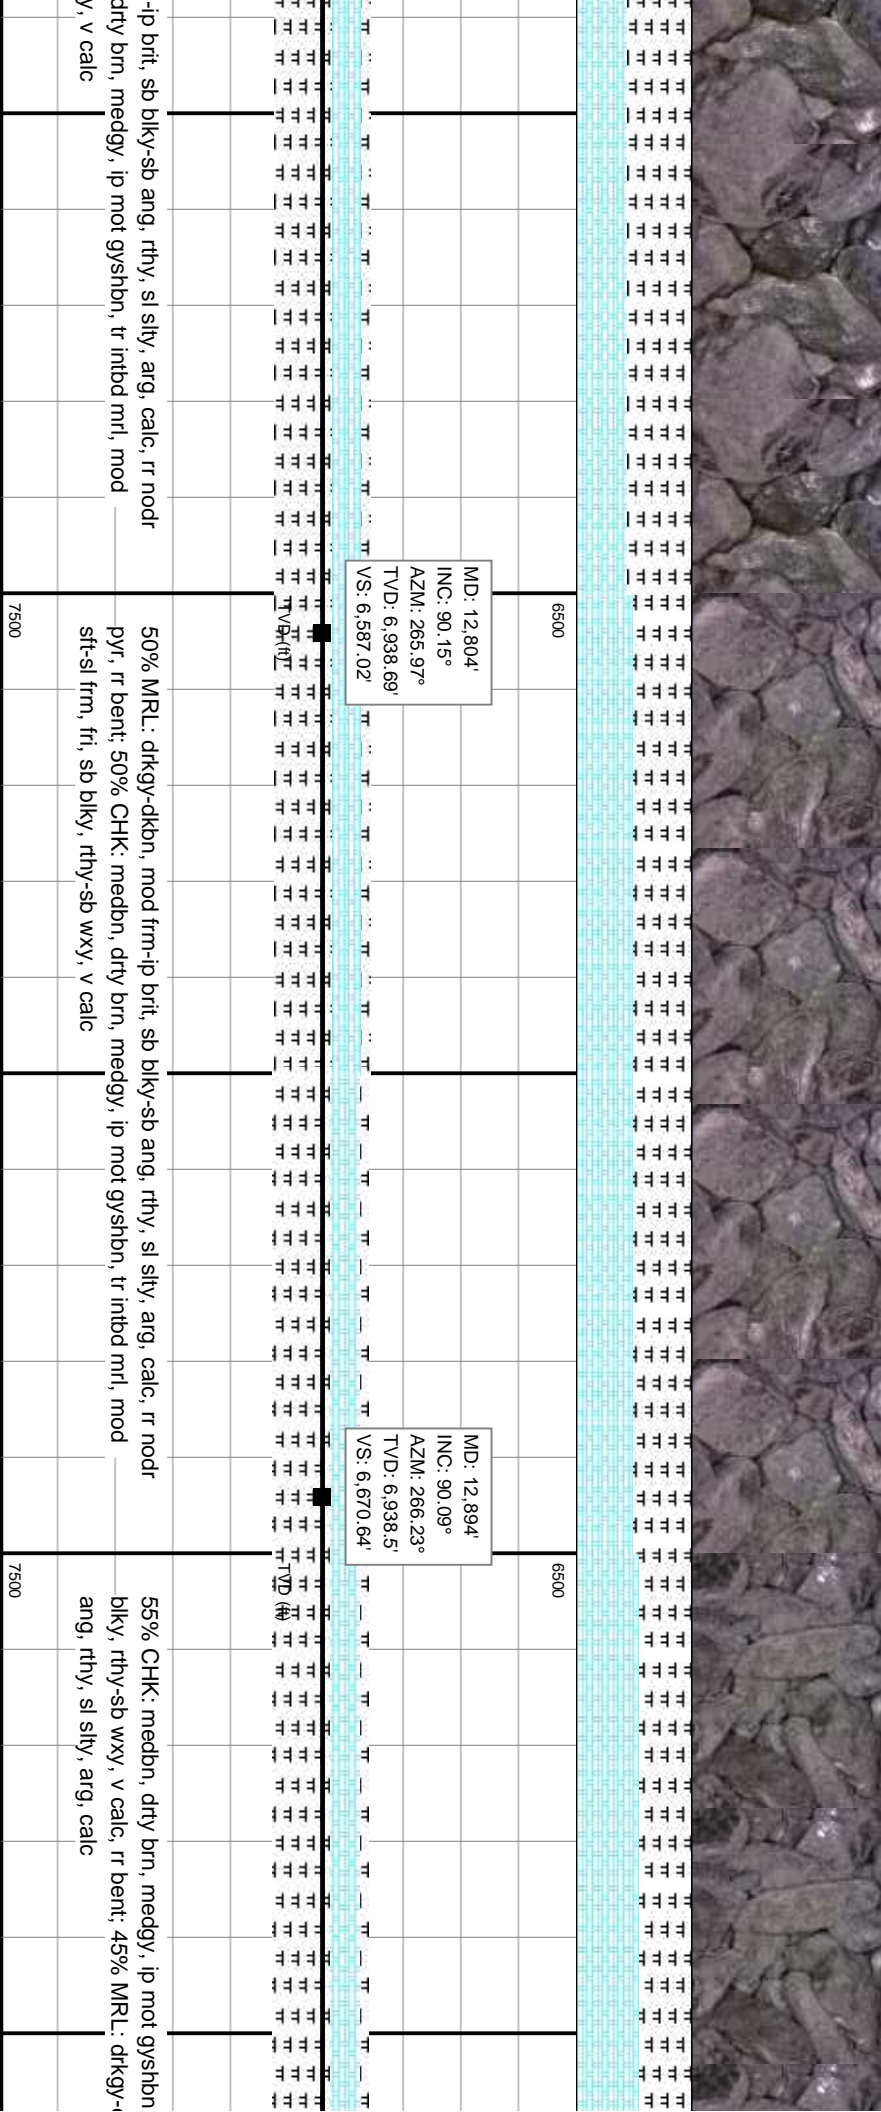 -ip brit, sb blky-sb ang, rthy, sl slty, arg, calc, rr nodr
drty brn, medgy, ip mot gyshbn, tr intbd mrl, mod
y, v calc
6500
MD: 12,804'
INC: 90.15°
AZM: 265.97°
TVD: 6,938.69'
VS: 6,587.02'
TVD (ft)
7500
50% MRL: drkgy-dkbn, mod frm-ip brit, sb blky-sb ang, rthy, sl slty, arg, calc, rr nodr
pyr, rr bent; 50% CHK: medbn, drty brn, medgy, ip mot gyshbn, tr intbd mrl, mod
sft-sl frm, fri, sb blky, rthy-sb wxy, v calc
MD: 12,894'
INC: 90.09°
AZM: 266.23°
TVD: 6,938.5'
VS: 6,670.64'
6500
TVD (ft)
7500
55% CHK: medbn, drty brn, medgy, ip mot gyshbn
blky, rthy-sb wxy, v calc, rr bent; 45% MRL: drkgy-
ang, rthy, sl slty, arg, calc